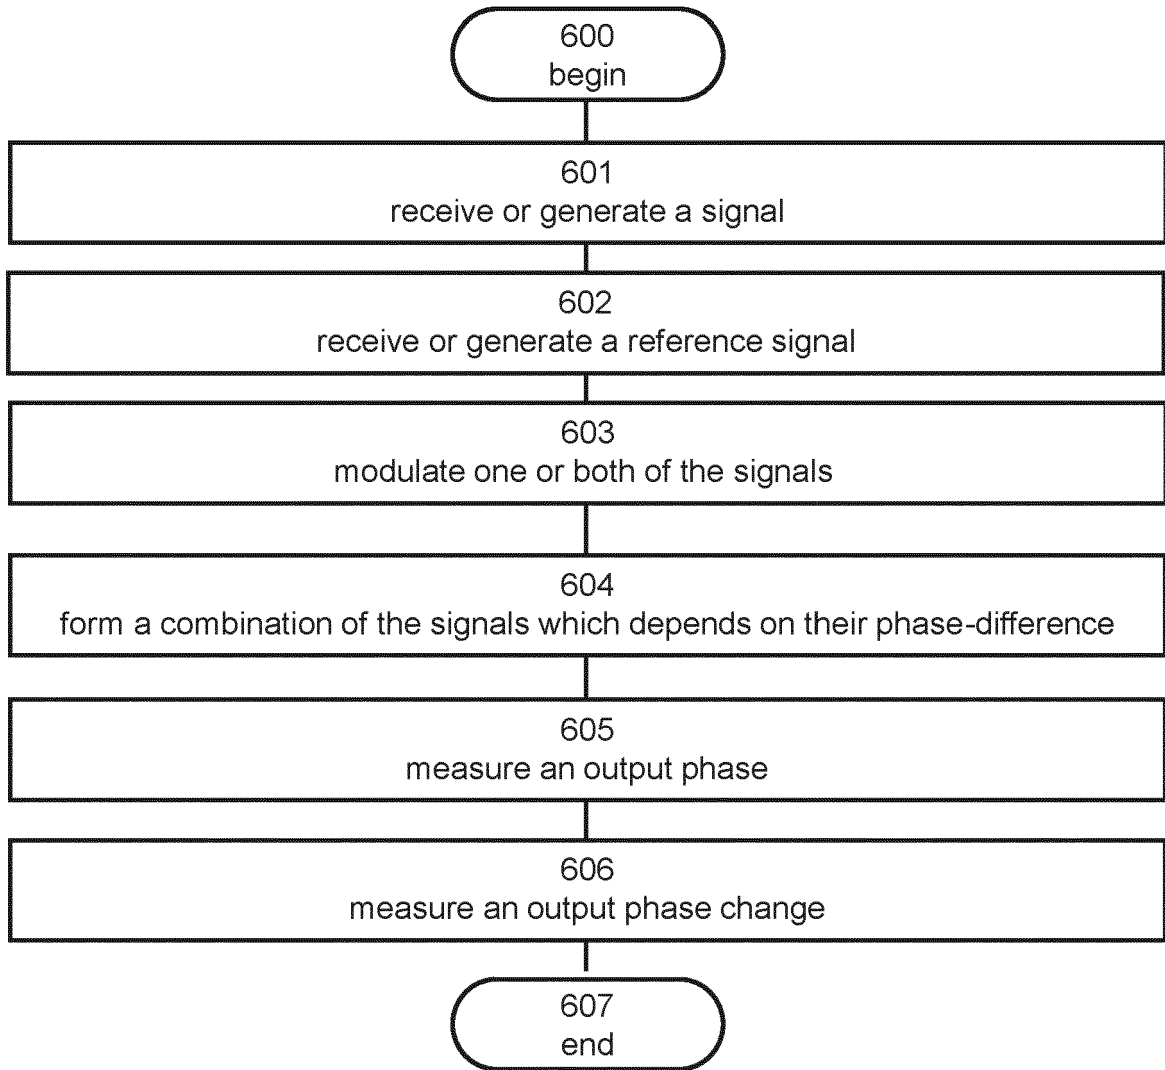 600
begin
601
receive or generate a signal
602
receive or generate a reference signal
603
modulate one or both of the signals
604
form a combination of the signals which depends on their phase-difference
605
measure an output phase
606
measure an output phase change
607
end